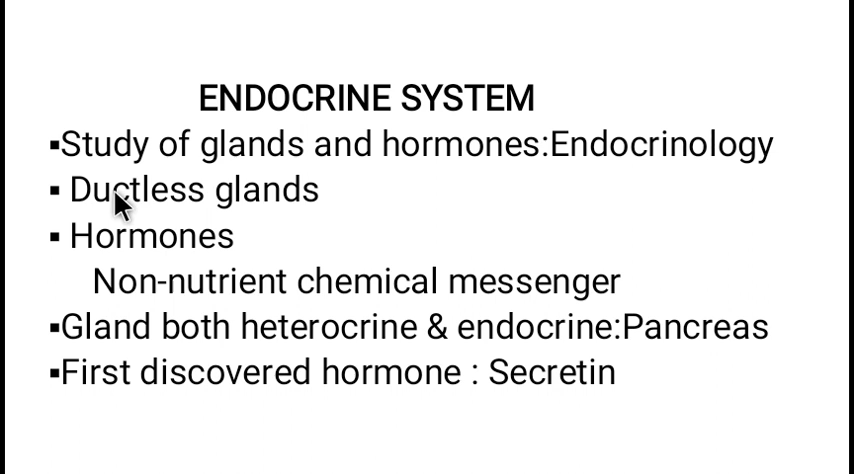 ENDOCRINE SYSTEM
▪Study of glands and hormones:Endocrinology
▪ Ductless glands
▪ Hormones
Non-nutrient chemical messenger
▪Gland both heterocrine & endocrine:Pancreas
▪First discovered hormone : Secretin